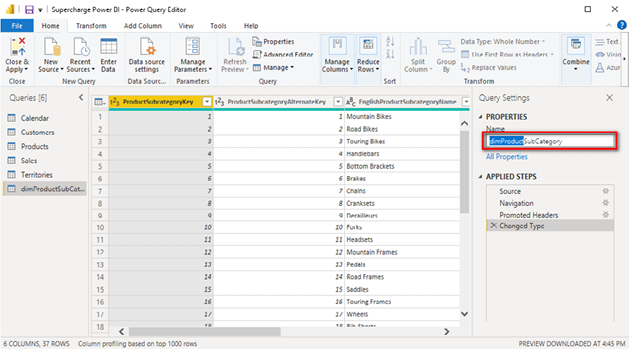 Supercharge Power BI - Power Query Editor
File Home Transform Add Column View Tools Help
Close & Apply
New Source
Recent Sources
Enter Data
Data source settings
Manage Parameters
Refresh Preview
Properties
Advanced Editor
Manage
Manage Columns
Reduce Rows
Split Column
Group By
Data Type: Whole Number
Use First Row as Headers
Replace Values
Combine
Text
Azur
Close New Query Data Sourc... Parameters Query Sort Transform
Queries [6]
Calendar
Customers
Products
Sales
Territories
dimProductSubCat...
ProductSubcategoryKey ProductSubcategoryAlternateKey EnglishProductSubcategoryName
1 1 1 Mountain Bikes
2 2 2 Road Bikes
3 3 3 Touring Bikes
4 4 4 Handlebars
5 5 5 Bottom Brackets
6 6 6 Brakes
7 7 7 Chains
8 8 8 Cranksets
9 9 9 Derailleurs
10 10 10 Forks
11 11 11 Headsets
12 12 12 Mountain Frames
13 13 13 Pedals
14 14 14 Road Frames
15 15 15 Saddles
16 16 16 Touring Frames
17 17 17 Wheels
18 18 18 Bib-Shorts
Query Settings
PROPERTIES
Name
dimProductSubCategory
All Properties
APPLIED STEPS
Source
Navigation
Promoted Headers
Changed Type
6 COLUMNS, 37 ROWS Column profiling based on top 1000 rows PREVIEW DOWNLOADED AT 4:45 PM